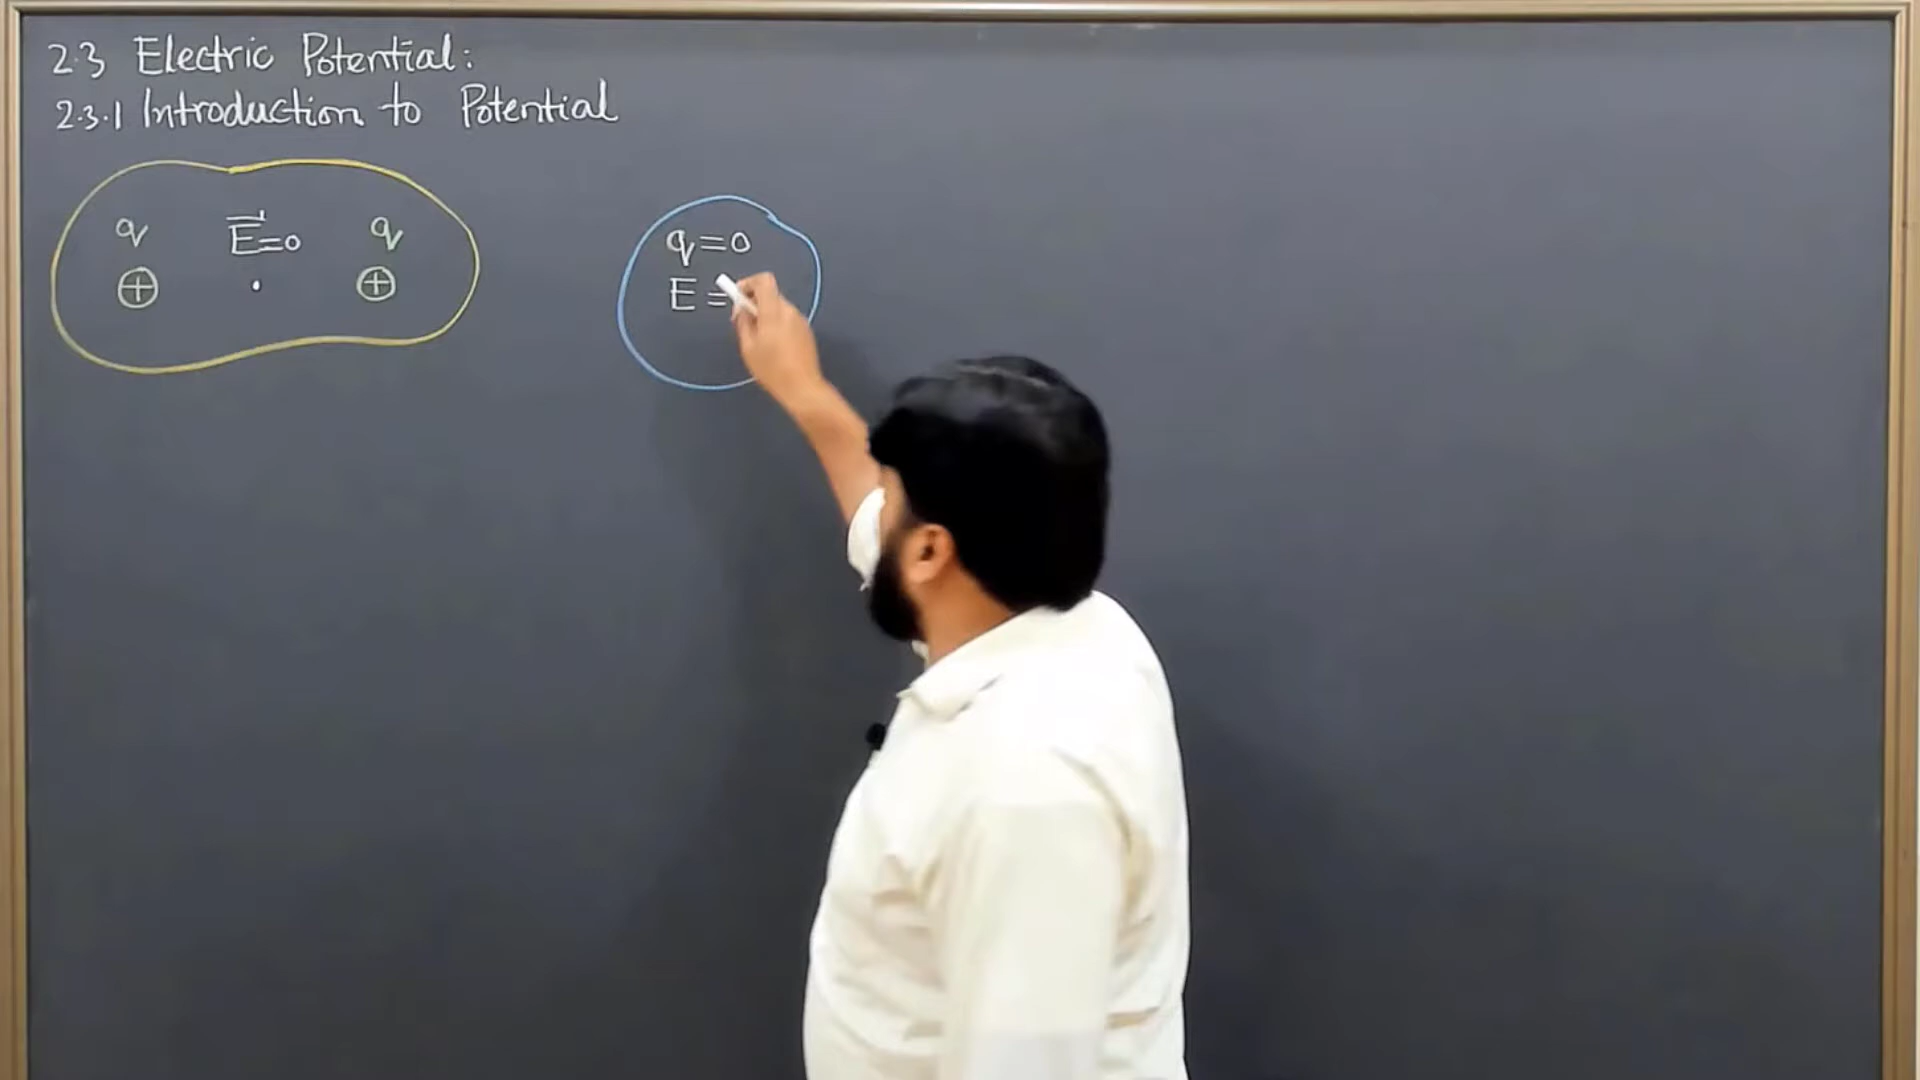 2.3 Electric Potential:
2.3.1 Introduction to Potential
q E⃗=0 q
+ . +
q=0
E=